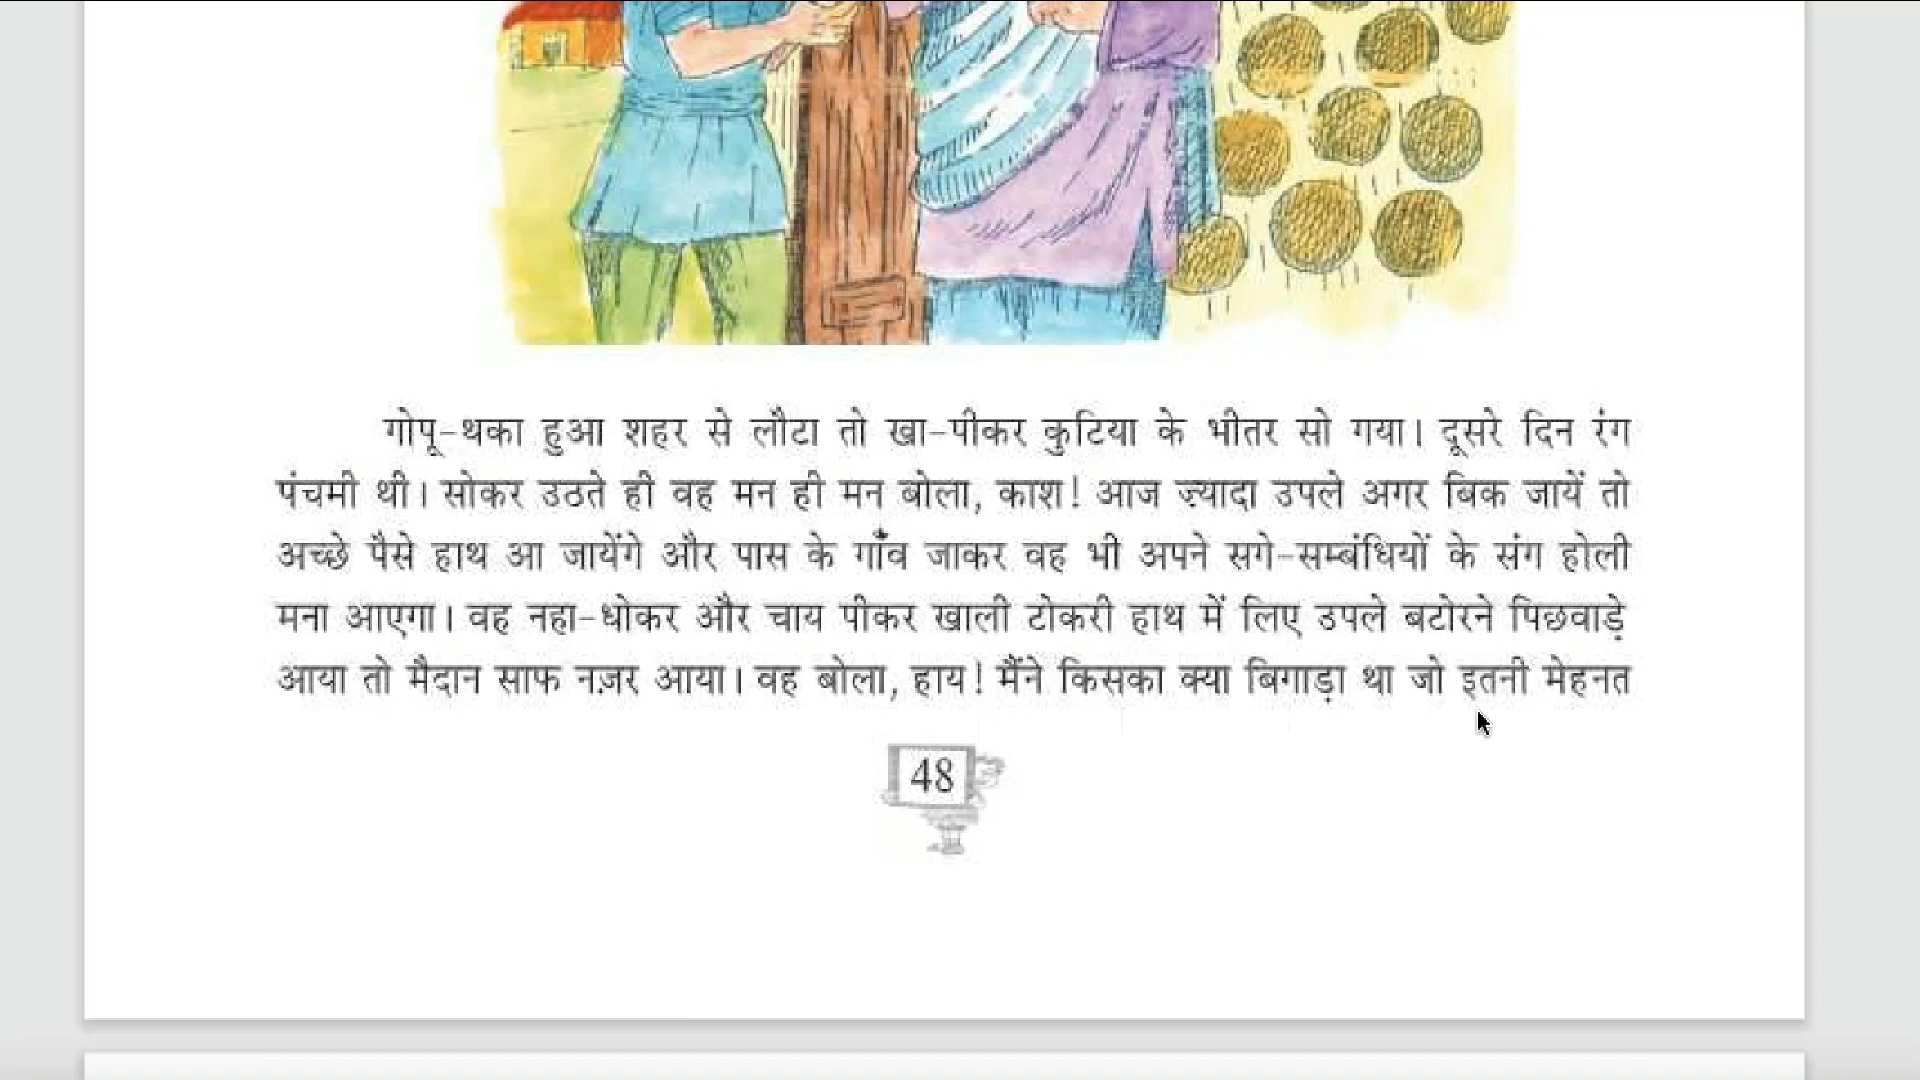 गोपू-थका हुआ शहर से लौटा तो खा-पीकर कुटिया के भीतर सो गया। दूसरे दिन रंग
पंचमी थी। सोकर उठते ही वह मन ही मन बोला, काश! आज ज़्यादा उपले अगर बिक जायें तो
अच्छे पैसे हाथ आ जायेंगे और पास के गाँव जाकर वह भी अपने सगे-सम्बंधियों के संग होली
मना आएगा। वह नहा-धोकर और चाय पीकर खाली टोकरी हाथ में लिए उपले बटोरने पिछवाड़े
आया तो मैदान साफ नज़र आया। वह बोला, हाय! मैंने किसका क्या बिगाड़ा था जो इतनी मेहनत
48